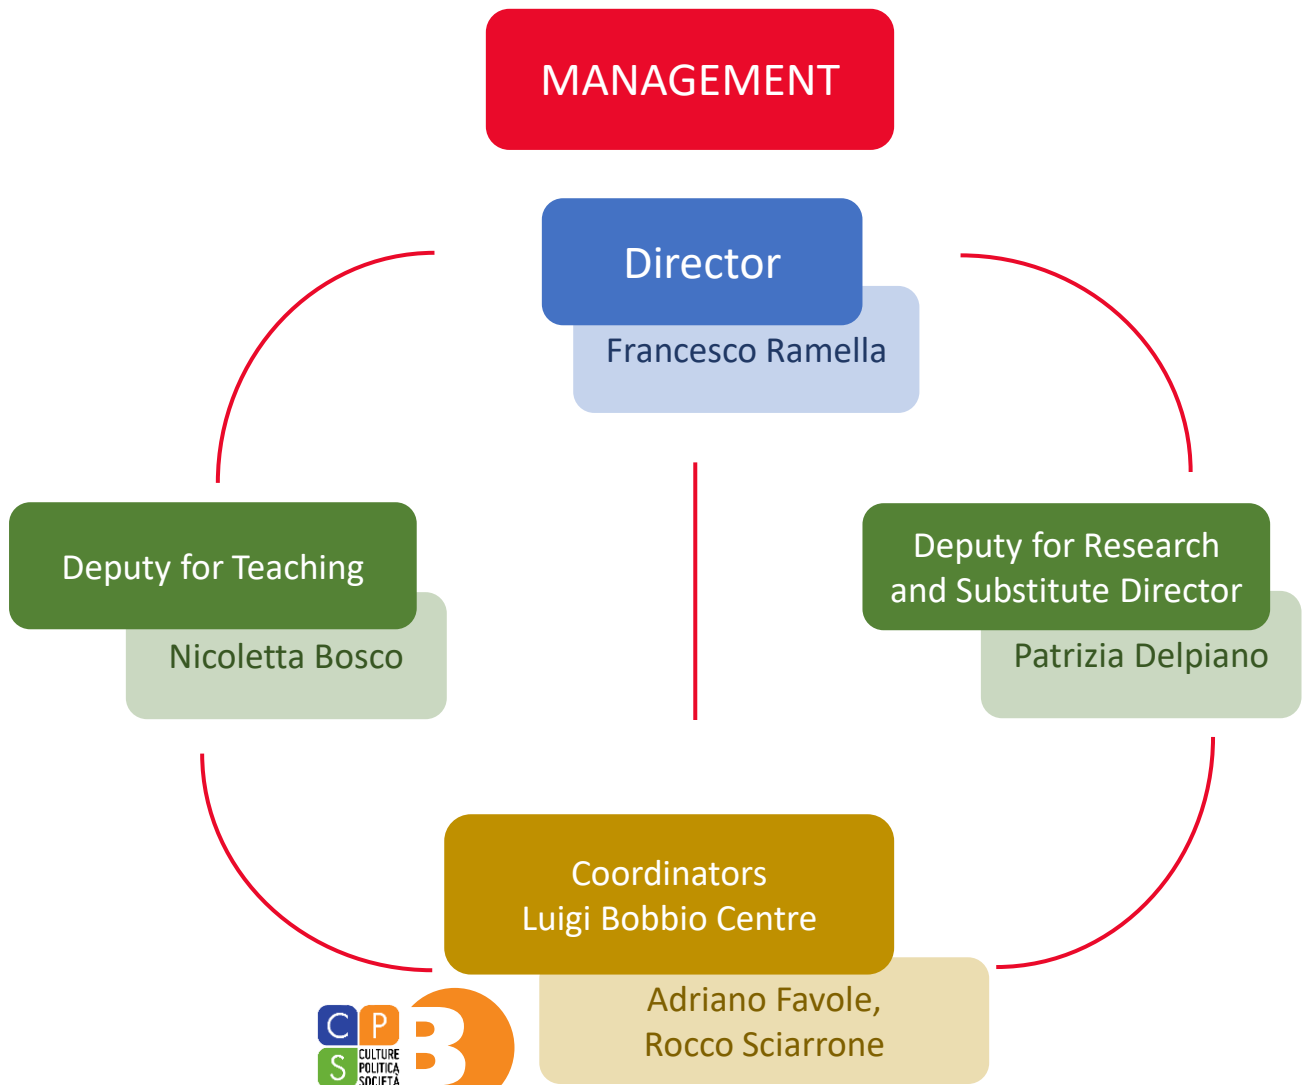 MANAGEMENT
Director
Francesco Ramella
Deputy for Teaching
Nicoletta Bosco
Deputy for Research
and Substitute Director
Patrizia Delpiano
Coordinators
Luigi Bobbio Centre
Adriano Favole,
Rocco Sciarrone
C P
S CULTURE
POLITICA
SOCIETÀ
B